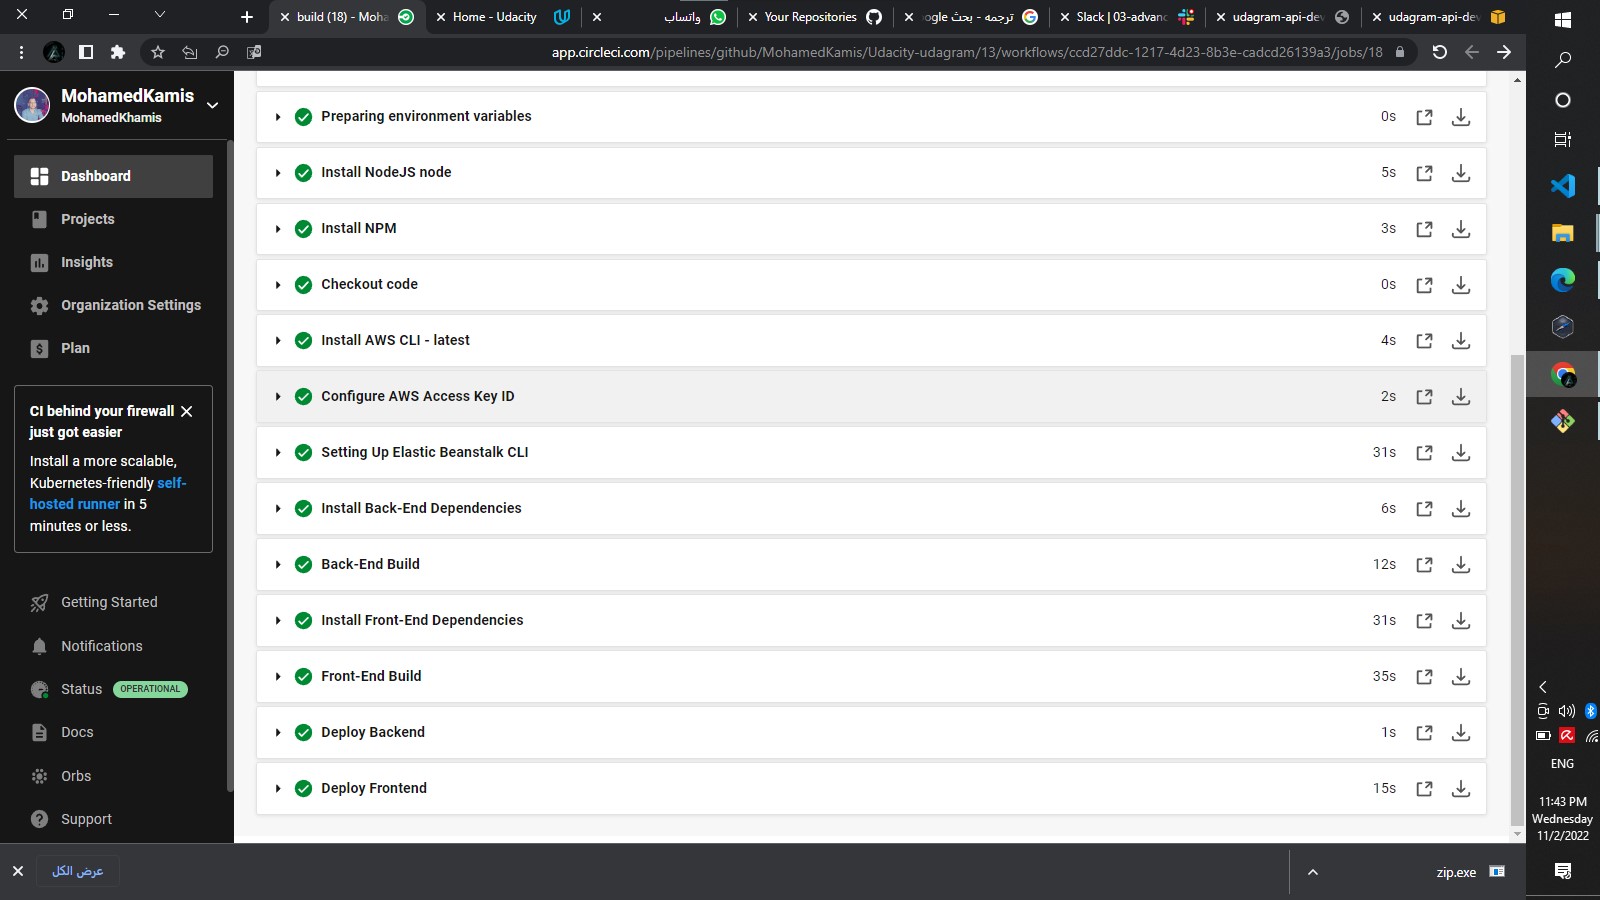 build (18) - Moha
Home - Udacity
واتساب
Your Repositories
ترجمه - بحث ogle
Slack | 03-advanc
udagram-api-dev
udagram-api-dev
app.circleci.com/pipelines/github/MohamedKamis/Udacity-udagram/13/workflows/ccd27ddc-1217-4d23-8b3e-cadcd26139a3/jobs/18
MohamedKamis
MohamedKhamis
Dashboard
Projects
Insights
Organization Settings
Plan
CI behind your firewall
just got easier
Install a more scalable,
Kubernetes-friendly self-
hosted runner in 5
minutes or less.
Getting Started
Notifications
Status OPERATIONAL
Docs
Orbs
Support
Preparing environment variables 0s
Install NodeJS node 5s
Install NPM 3s
Checkout code 0s
Install AWS CLI - latest 4s
Configure AWS Access Key ID 2s
Setting Up Elastic Beanstalk CLI 31s
Install Back-End Dependencies 6s
Back-End Build 12s
Install Front-End Dependencies 31s
Front-End Build 35s
Deploy Backend 1s
Deploy Frontend 15s
عرض الكل
zip.exe
ENG
11:43 PM
Wednesday
11/2/2022